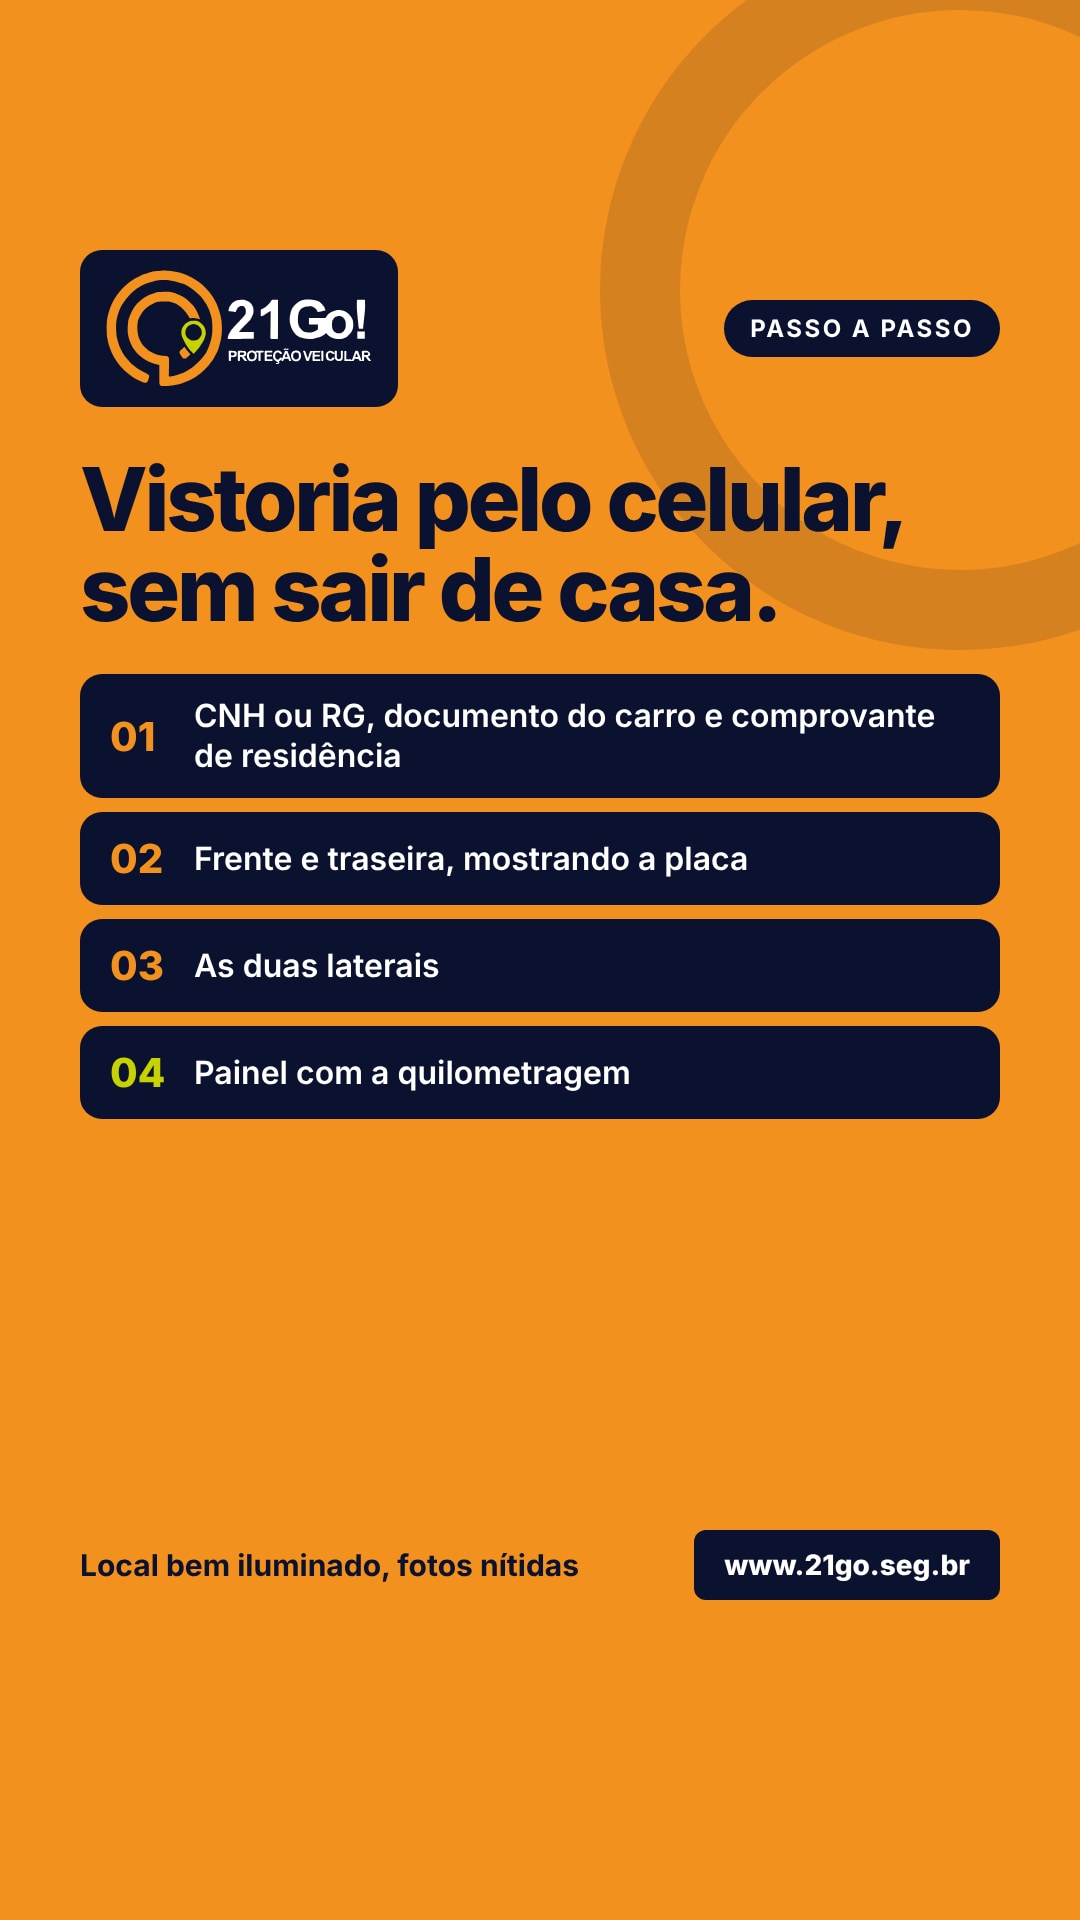 21Go!
PROTEÇÃO VEICULAR
PASSO A PASSO
Vistoria pelo celular,
sem sair de casa.
01 CNH ou RG, documento do carro e comprovante
de residência
02 Frente e traseira, mostrando a placa
03 As duas laterais
04 Painel com a quilometragem
Local bem iluminado, fotos nítidas
www.21go.seg.br